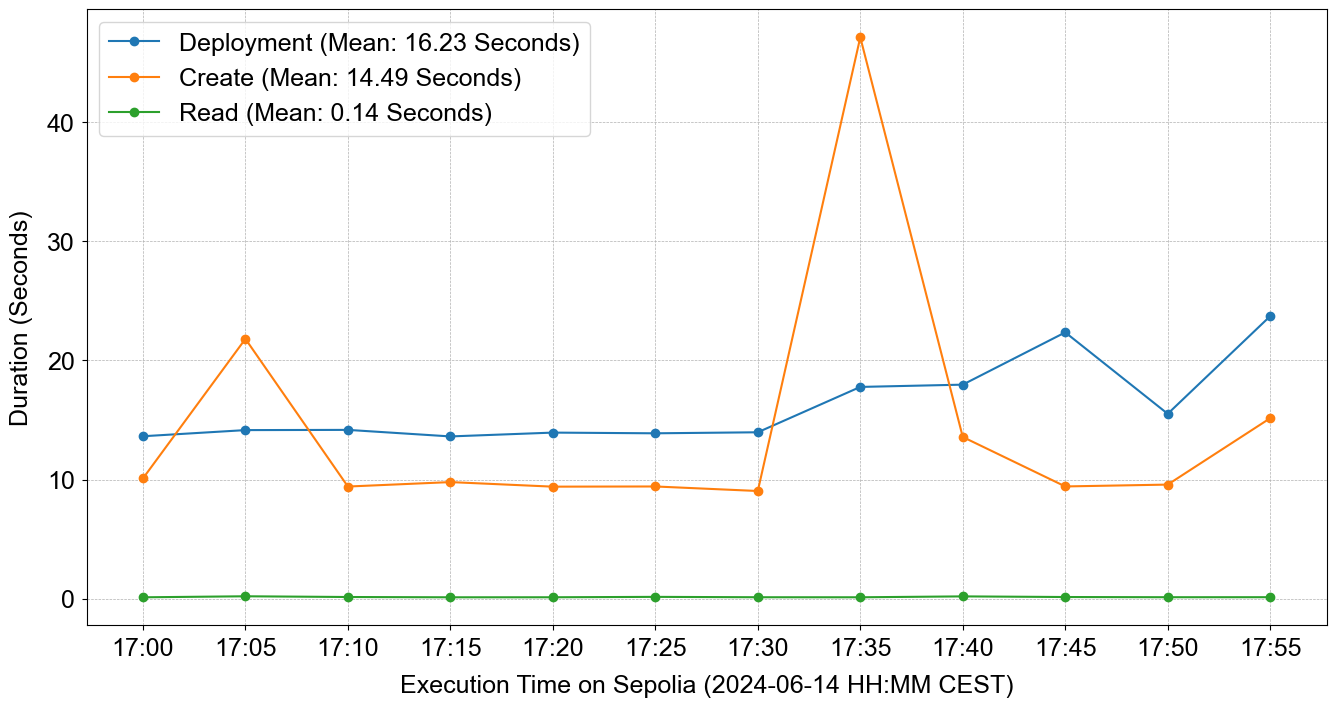 Deployment (Mean: 16.23 Seconds)
Create (Mean: 14.49 Seconds)
Read (Mean: 0.14 Seconds)
Duration (Seconds)
40
30
20
10
0
17:00 17:05 17:10 17:15 17:20 17:25 17:30 17:35 17:40 17:45 17:50 17:55
Execution Time on Sepolia (2024-06-14 HH:MM CEST)